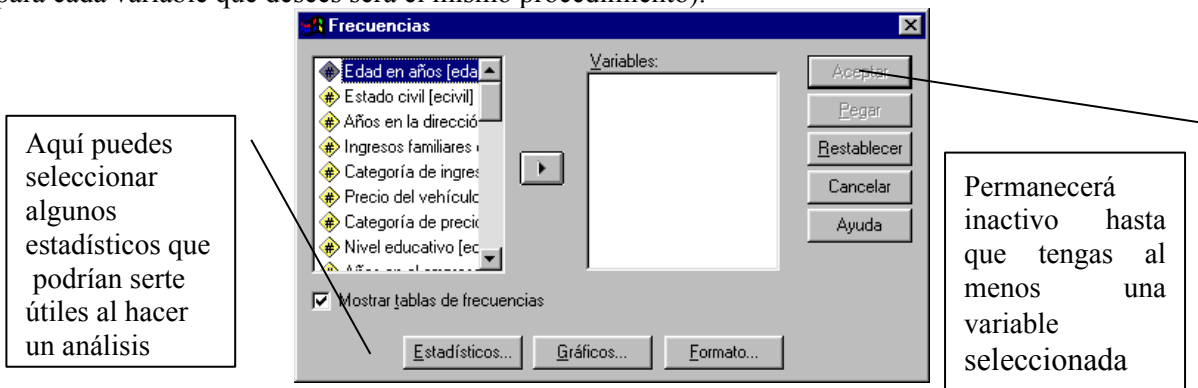 para cada variable que desees será el mismo procedimiento).
Frecuencias
Edad en años [eda
Estado civil [ecivil]
Años en la direcció
Ingresos familiares
Categoría de ingres
Precio del vehículo
Categoría de precio
Nivel educativo [ed
Variables:
Aceptar
Pegar
Restablecer
Cancelar
Ayuda
Mostrar tablas de frecuencias
Estadísticos...
Gráficos...
Formato...
Aquí puedes
seleccionar
algunos
estadísticos que
podrían serte
útiles al hacer
un análisis
Permanecerá
inactivo hasta
que tengas al
menos una
variable
seleccionada